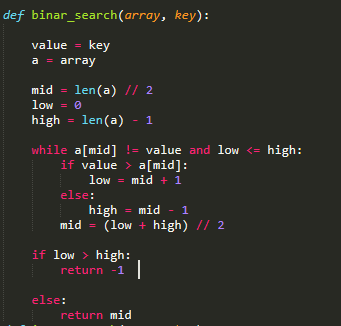 def binar_search(array, key):
value = key
a = array
mid = len(a) // 2
low = 0
high = len(a) - 1
while a[mid] != value and low <= high:
if value > a[mid]:
low = mid + 1
else:
high = mid - 1
mid = (low + high) // 2
if low > high:
return -1
else:
return mid